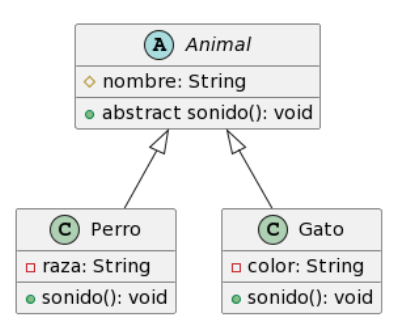 A Animal
nombre: String
abstract sonido(): void
C Perro
raza: String
sonido(): void
C Gato
color: String
sonido(): void